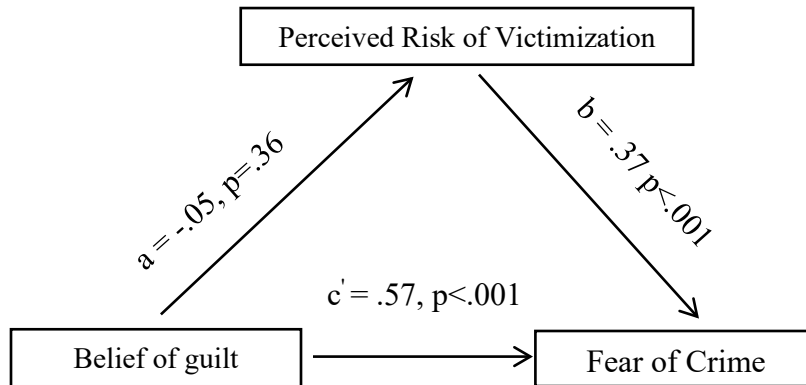 Perceived Risk of Victimization
a = -.05, p=.36
b = .37 p<.001
c' = .57, p<.001
Belief of guilt
Fear of Crime